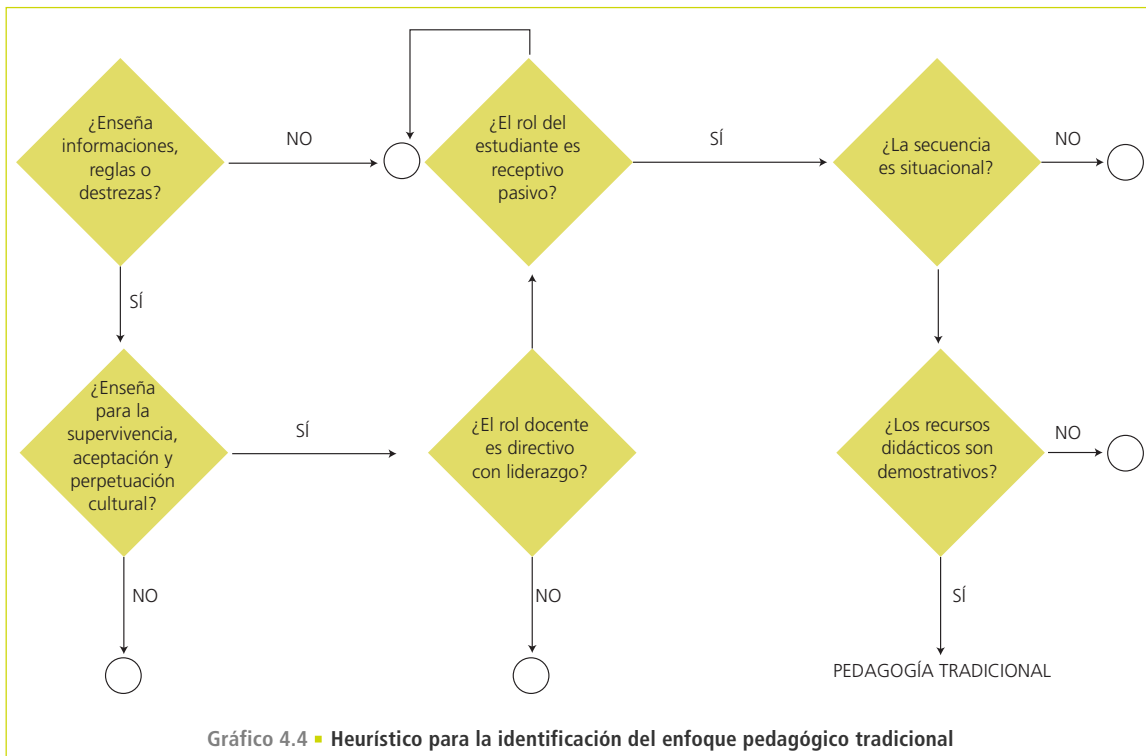 ¿Enseña
informaciones,
reglas o
destrezas?
NO
SÍ
¿Enseña
para la
supervivencia,
aceptación y
perpetuación
cultural?
NO
SÍ
¿El rol docente
es directivo
con liderazgo?
NO
¿El rol del
estudiante es
receptivo
pasivo?
SÍ
¿La secuencia
es situacional?
NO
¿Los recursos
didácticos son
demostrativos?
NO
SÍ
PEDAGOGÍA TRADICIONAL
Gráfico 4.4 ▪ Heurístico para la identificación del enfoque pedagógico tradicional